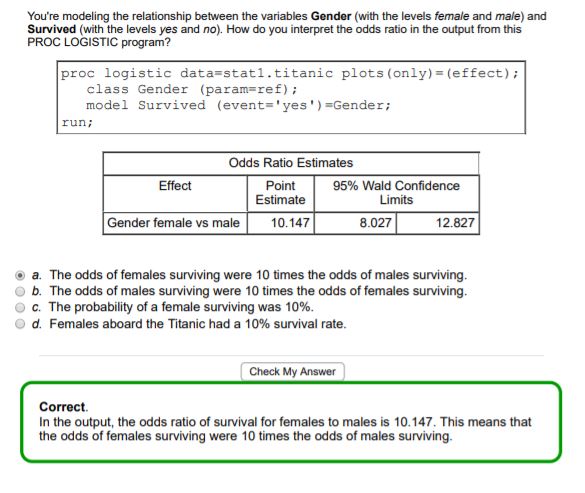 You're modeling the relationship between the variables Gender (with the levels female and male) and
Survived (with the levels yes and no). How do you interpret the odds ratio in the output from this
PROC LOGISTIC program?
proc logistic data=stat1.titanic plots(only)=(effect);
class Gender (param=ref);
model Survived (event='yes')=Gender;
run;
Odds Ratio Estimates
Effect Point Estimate 95% Wald Confidence Limits
Gender female vs male 10.147 8.027 12.827
a. The odds of females surviving were 10 times the odds of males surviving.
b. The odds of males surviving were 10 times the odds of females surviving.
c. The probability of a female surviving was 10%.
d. Females aboard the Titanic had a 10% survival rate.
Check My Answer
Correct.
In the output, the odds ratio of survival for females to males is 10.147. This means that
the odds of females surviving were 10 times the odds of males surviving.